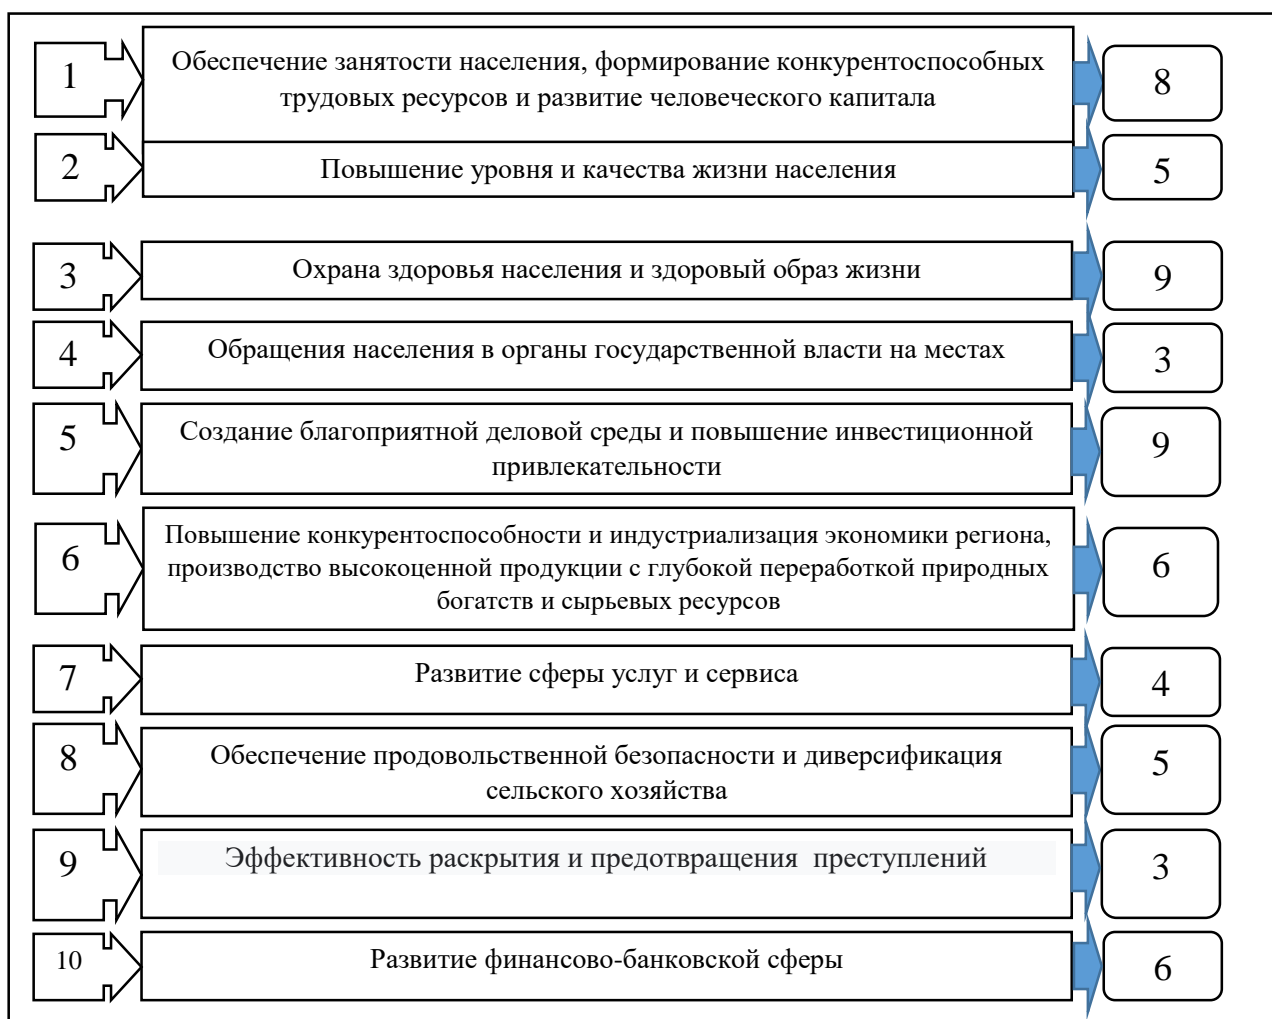 1
Обеспечение занятости населения, формирование конкурентоспособных
трудовых ресурсов и развитие человеческого капитала
8
2
Повышение уровня и качества жизни населения
5
3
Охрана здоровья населения и здоровый образ жизни
9
4
Обращения населения в органы государственной власти на местах
3
5
Создание благоприятной деловой среды и повышение инвестиционной
привлекательности
9
6
Повышение конкурентоспособности и индустриализация экономики региона,
производство высокоценной продукции с глубокой переработкой природных
богатств и сырьевых ресурсов
6
7
Развитие сферы услуг и сервиса
4
8
Обеспечение продовольственной безопасности и диверсификация
сельского хозяйства
5
9
Эффективность раскрытия и предотвращения преступлений
3
10
Развитие финансово-банковской сферы
6